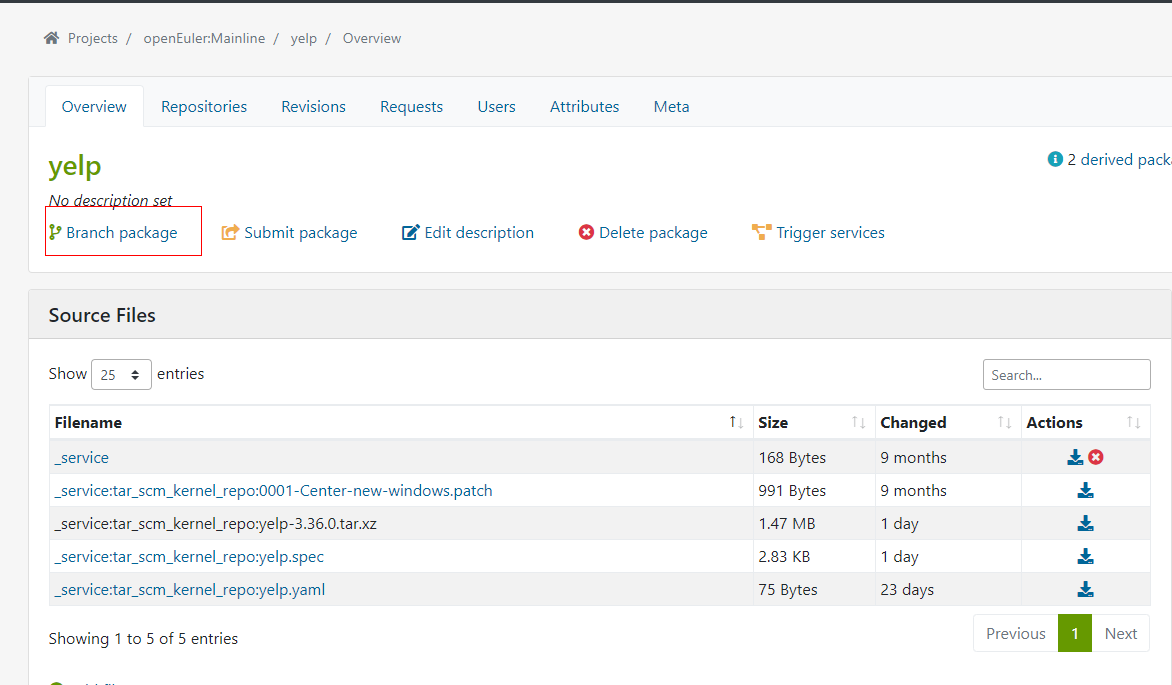 Projects / openEuler:Mainline / yelp / Overview
Overview Repositories Revisions Requests Users Attributes Meta
yelp
2 derived pack
No description set
Branch package Submit package Edit description Delete package Trigger services
Source Files
Show 25 entries
Search...
Filename Size Changed Actions
_service 168 Bytes 9 months
_service:tar_scm_kernel_repo:0001-Center-new-windows.patch 991 Bytes 9 months
_service:tar_scm_kernel_repo:yelp-3.36.0.tar.xz 1.47 MB 1 day
_service:tar_scm_kernel_repo:yelp.spec 2.83 KB 1 day
_service:tar_scm_kernel_repo:yelp.yaml 75 Bytes 23 days
Showing 1 to 5 of 5 entries
Previous 1 Next